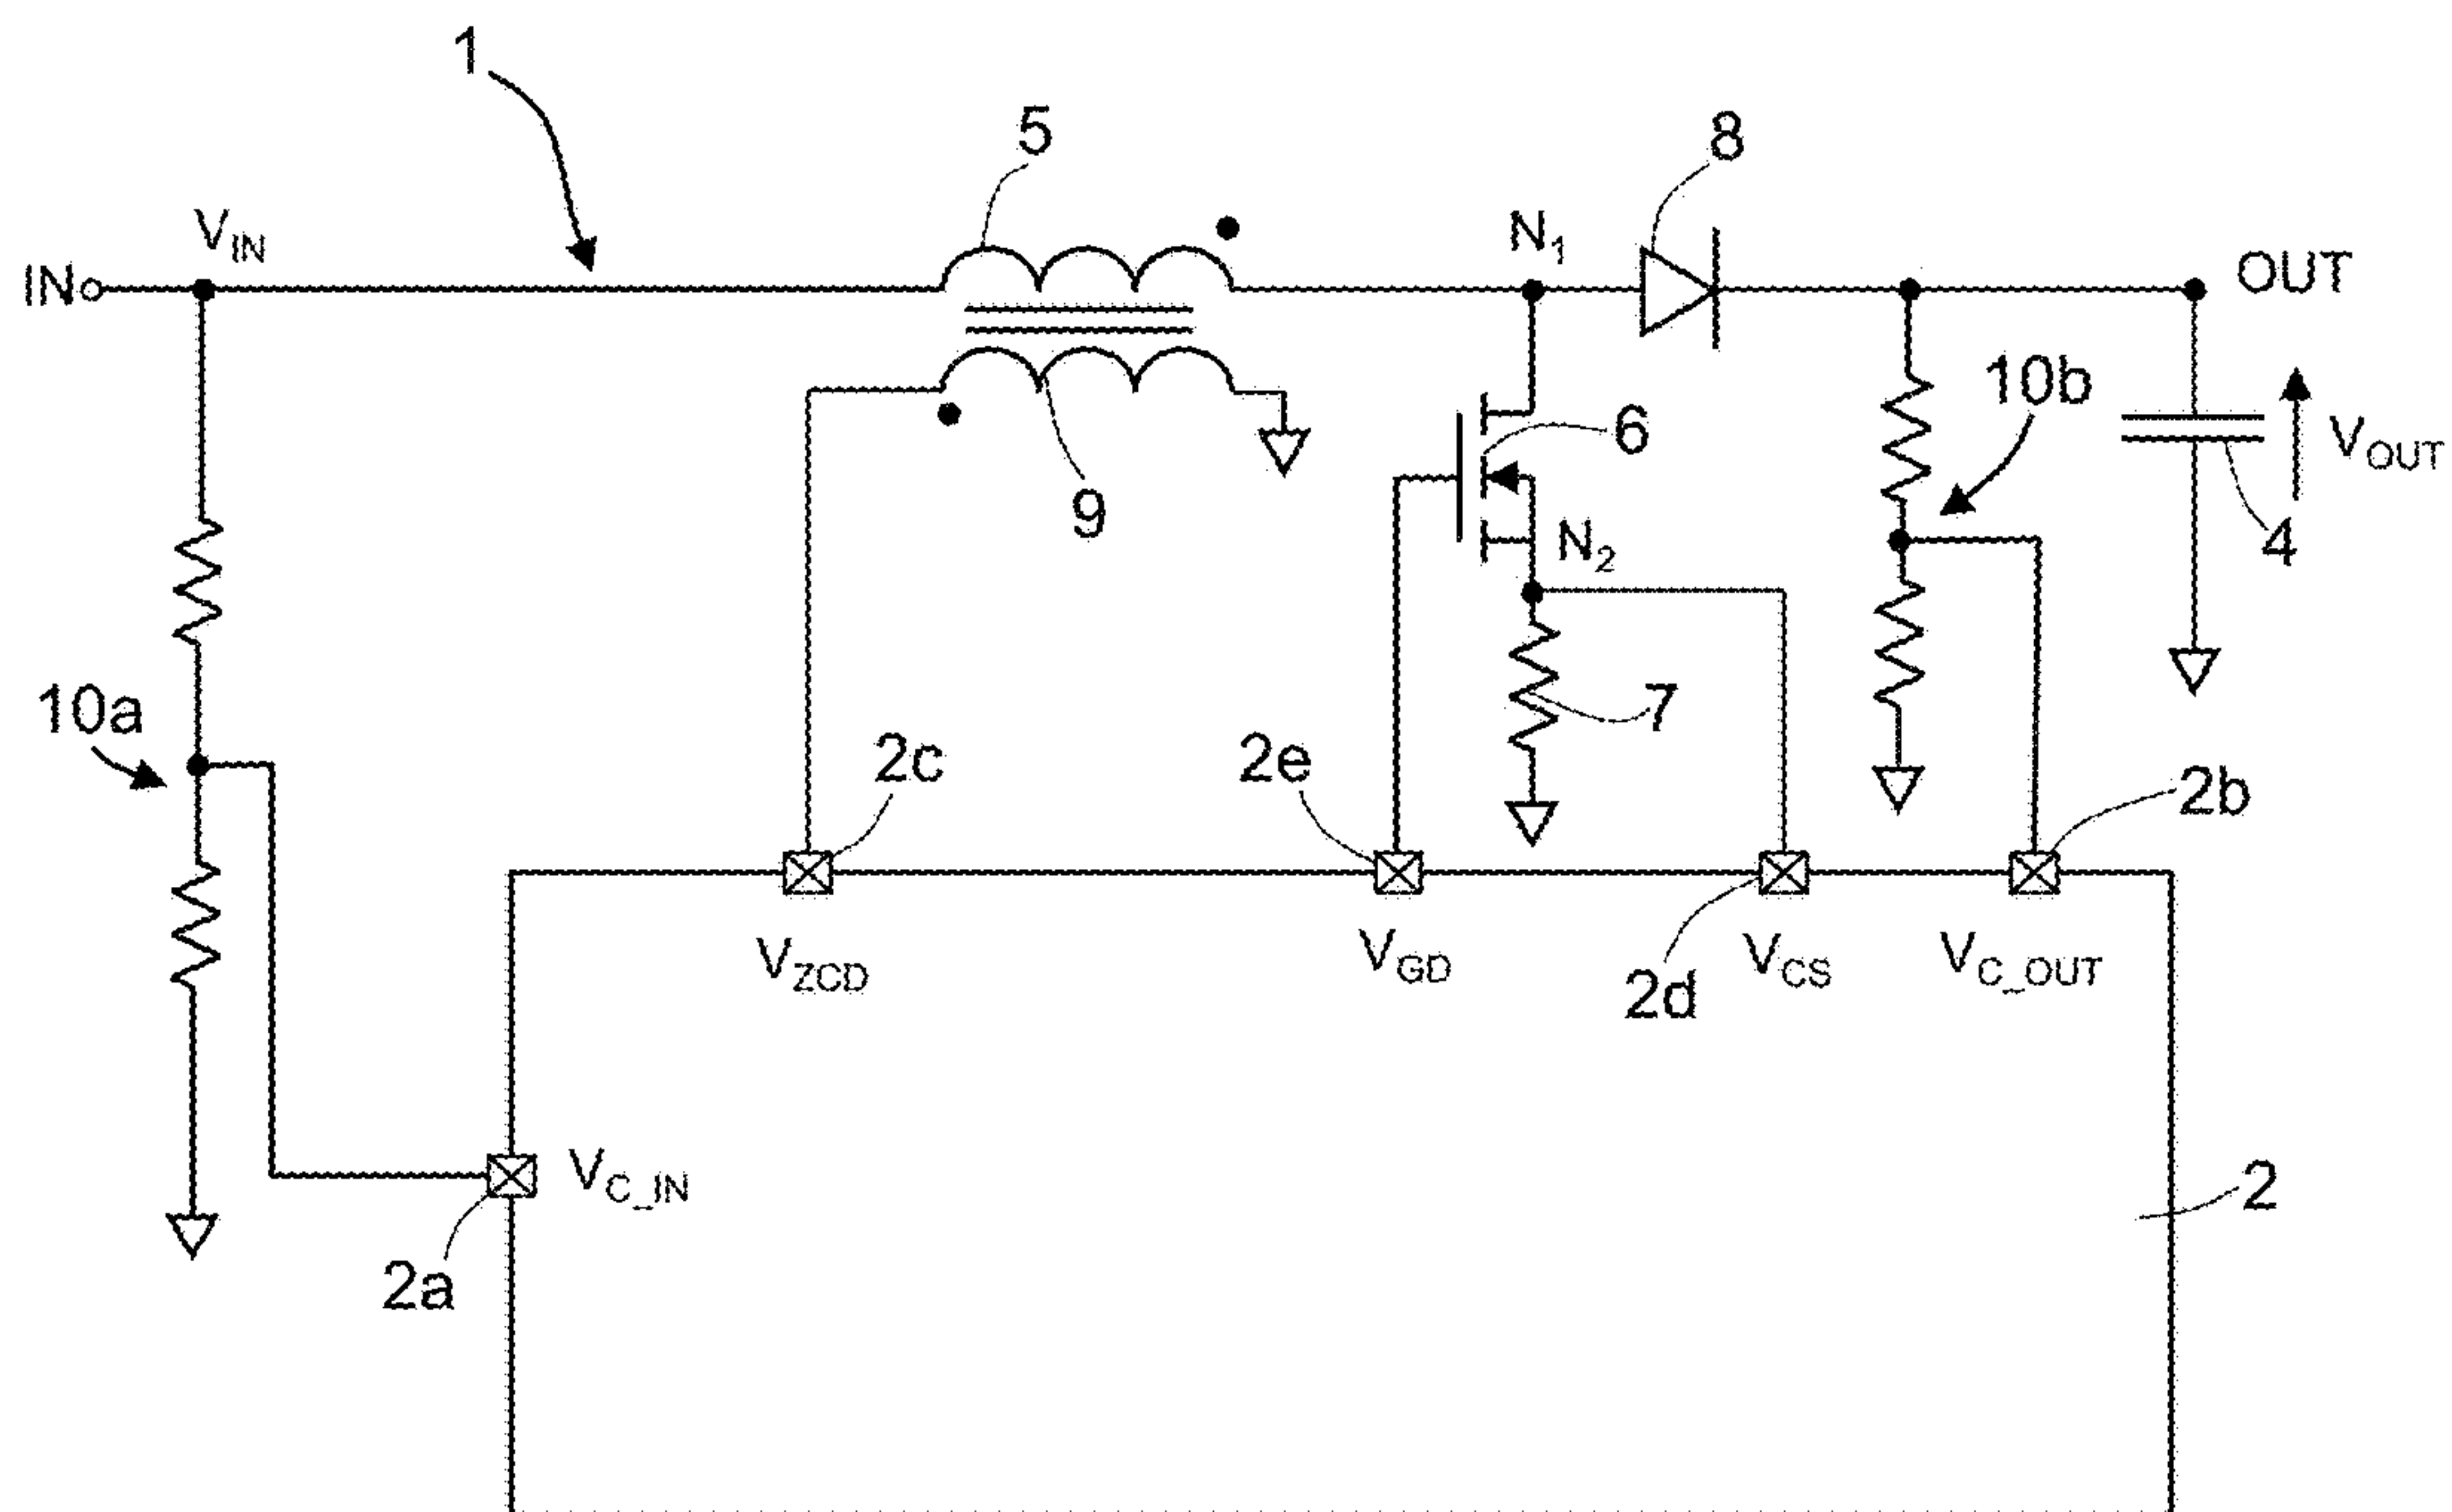 1
5
8
V_IN
N_1
IN
OUT
10b
6
V_OUT
9
N_2
4
10a
7
2c
2e
2b
V_ZCD
V_GD
2d
V_CS
V_C_OUT
V_C_IN
2
2a